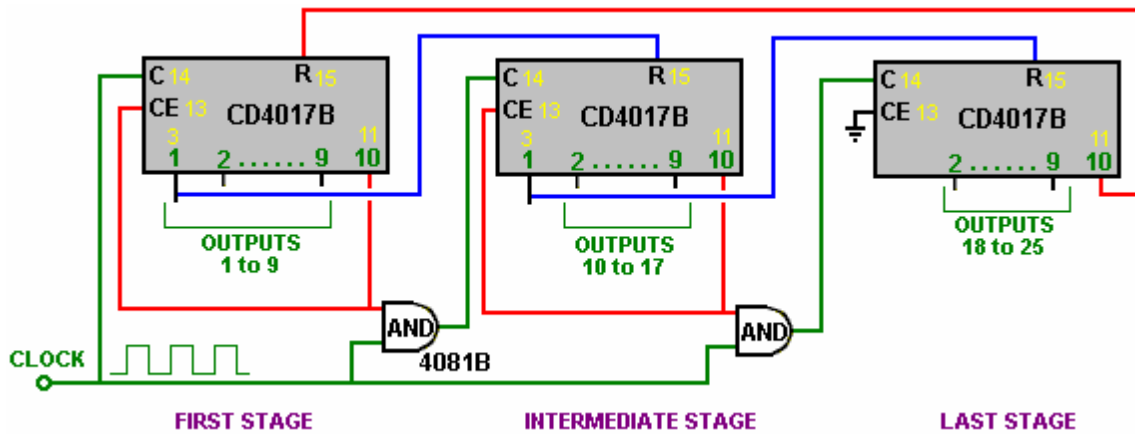 C 14 R 15
CE 13 CD4017B
3 11
1 2 ...... 9 10
OUTPUTS
1 to 9
C 14 R 15
CE 13 CD4017B
3 11
1 2 ...... 9 10
OUTPUTS
10 to 17
C 14 R 15
CE 13 CD4017B
11
2 ...... 9 10
OUTPUTS
18 to 25
AND
4081B
AND
CLOCK
FIRST STAGE
INTERMEDIATE STAGE
LAST STAGE